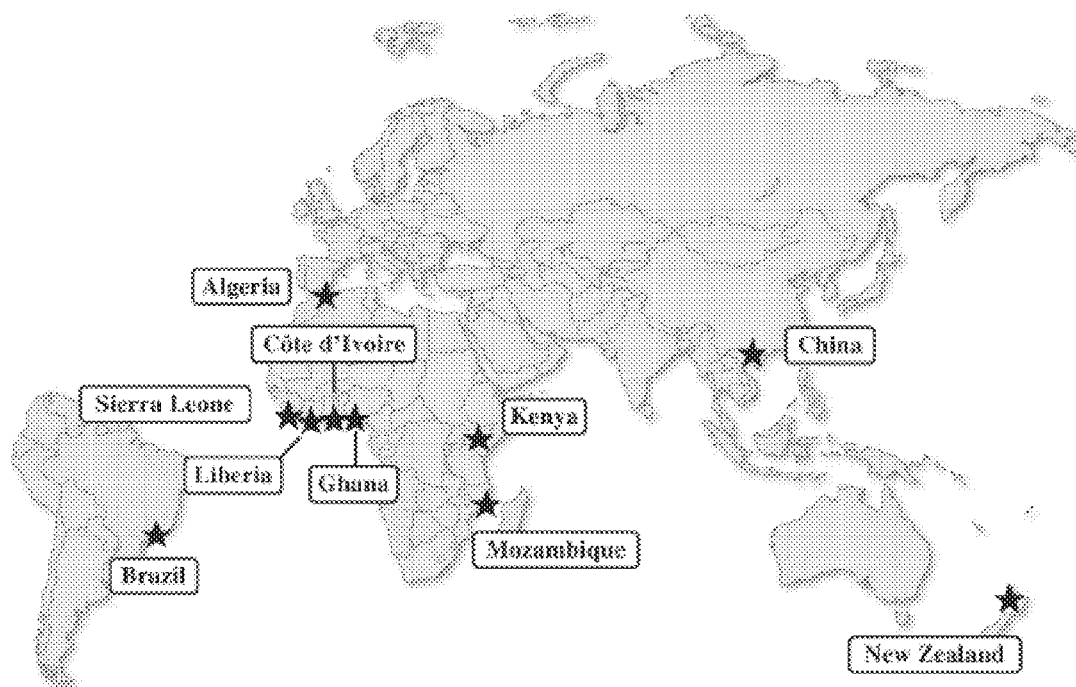 Algeria
Côte d'Ivoire
China
Sierra Leone
Kenya
Liberia
Ghana
Mozambique
Brazil
New Zealand